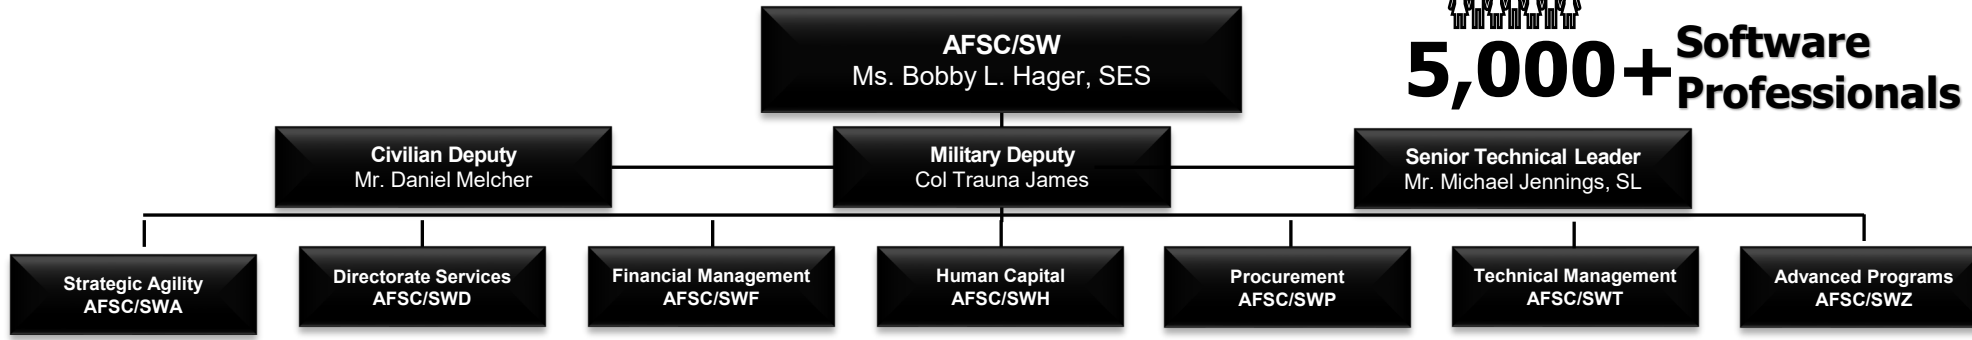 AFSC/SW
Ms. Bobby L. Hager, SES
5,000+
Software
Professionals
Civilian Deputy
Mr. Daniel Melcher
Military Deputy
Col Trauna James
Senior Technical Leader
Mr. Michael Jennings, SL
Strategic Agility
AFSC/SWA
Directorate Services
AFSC/SWD
Financial Management
AFSC/SWF
Human Capital
AFSC/SWH
Procurement
AFSC/SWP
Technical Management
AFSC/SWT
Advanced Programs
AFSC/SWZ